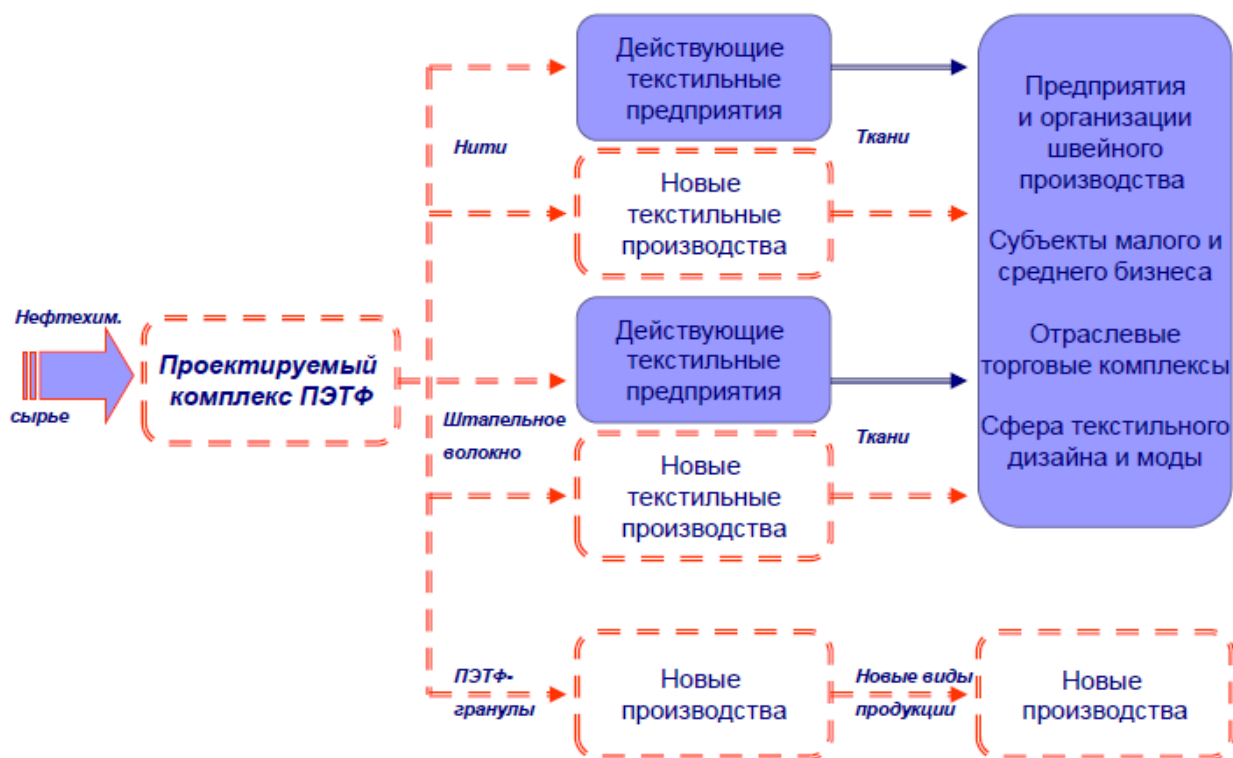 Нефтехим.
сырье
Проектируемый
комплекс ПЭТФ
Нити
Действующие
текстильные
предприятия
Ткани
Новые
текстильные
производства
Штапельное
волокно
Действующие
текстильные
предприятия
Ткани
Новые
текстильные
производства
ПЭТФ-
гранулы
Новые
производства
Новые виды
продукции
Новые
производства
Предприятия
и организации
швейного
производства
Субъекты малого и
среднего бизнеса
Отраслевые
торговые комплексы
Сфера текстильного
дизайна и моды